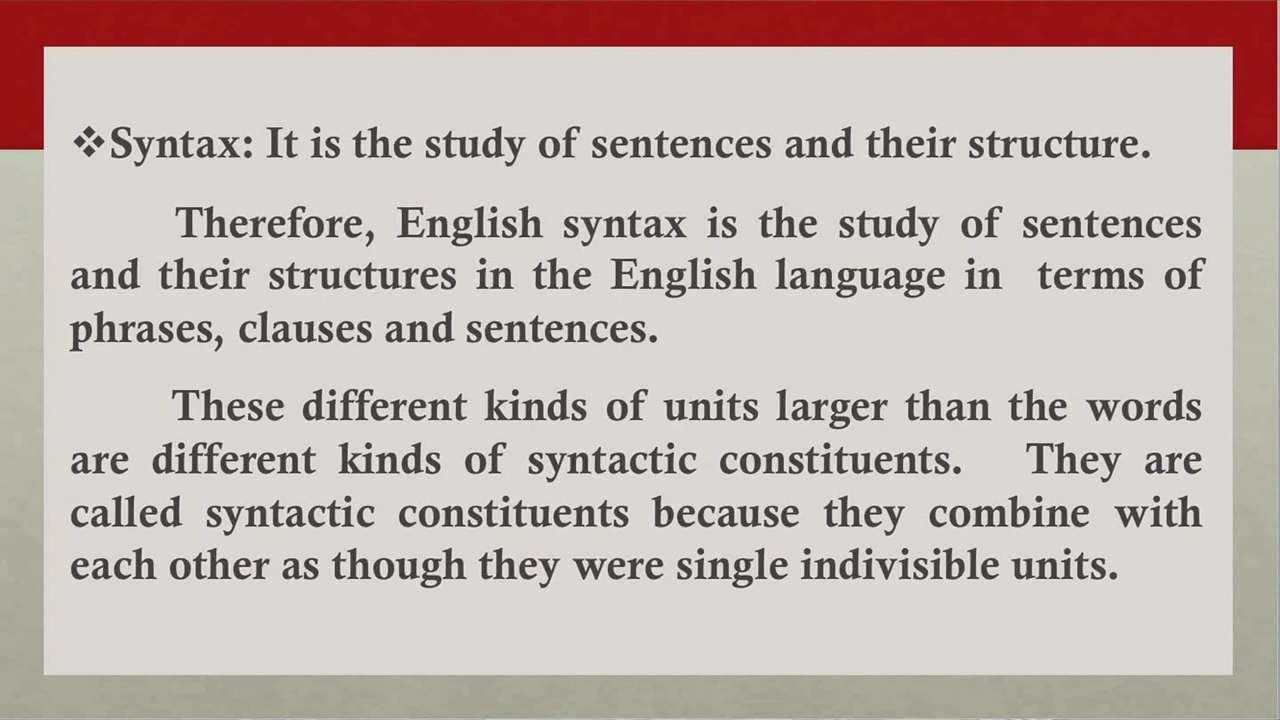 ❖Syntax: It is the study of sentences and their structure.
Therefore, English syntax is the study of sentences
and their structures in the English language in terms of
phrases, clauses and sentences.
These different kinds of units larger than the words
are different kinds of syntactic constituents. They are
called syntactic constituents because they combine with
each other as though they were single indivisible units.